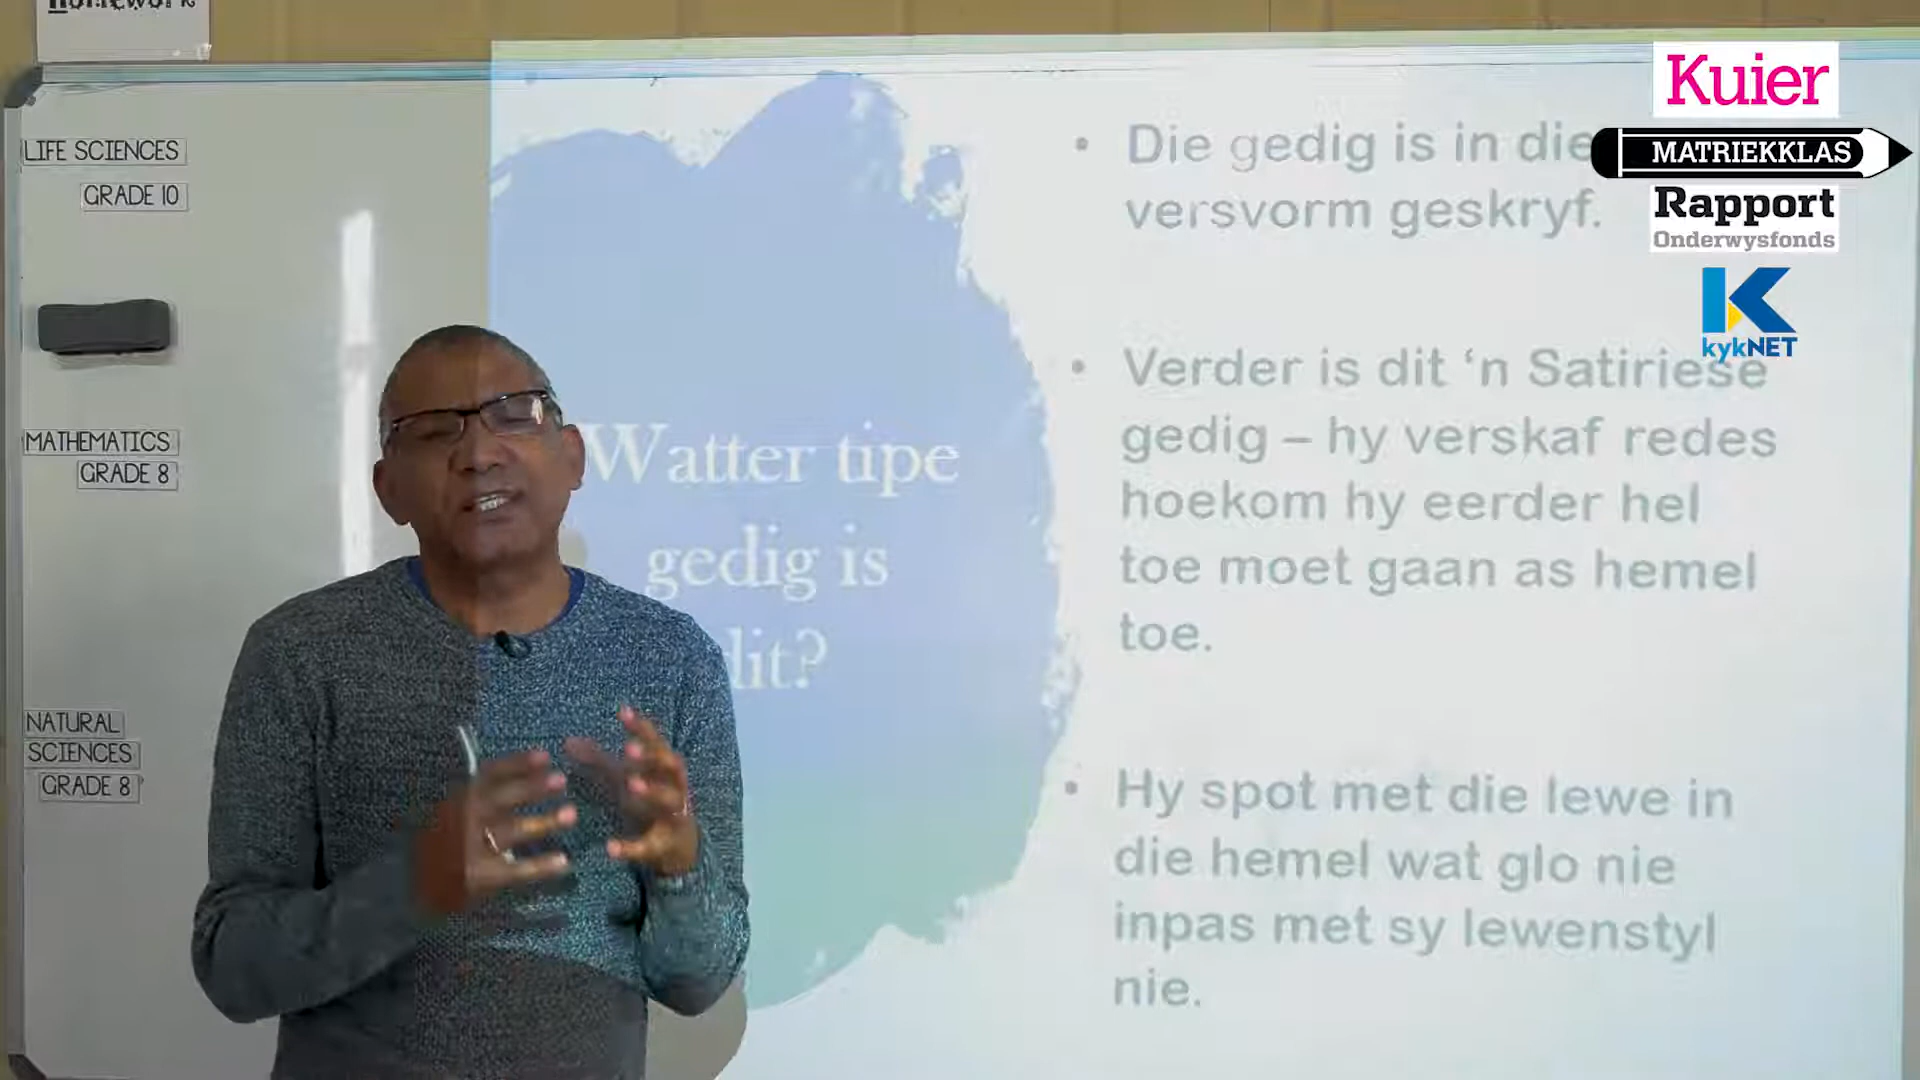 Homework
LIFE SCIENCES
GRADE 10
MATHEMATICS
GRADE 8
NATURAL
SCIENCES
GRADE 8
Watter tipe
gedig is
dit?
• Die gedig is in die
versvorm geskryf.
• Verder is dit ‘n Satiriese
gedig – hy verskaf redes
hoekom hy eerder hel
toe moet gaan as hemel
toe.
• Hy spot met die lewe in
die hemel wat glo nie
inpas met sy lewenstyl
nie.
Kuier
MATRIEKKLAS
Rapport
Onderwysfonds
kykNET